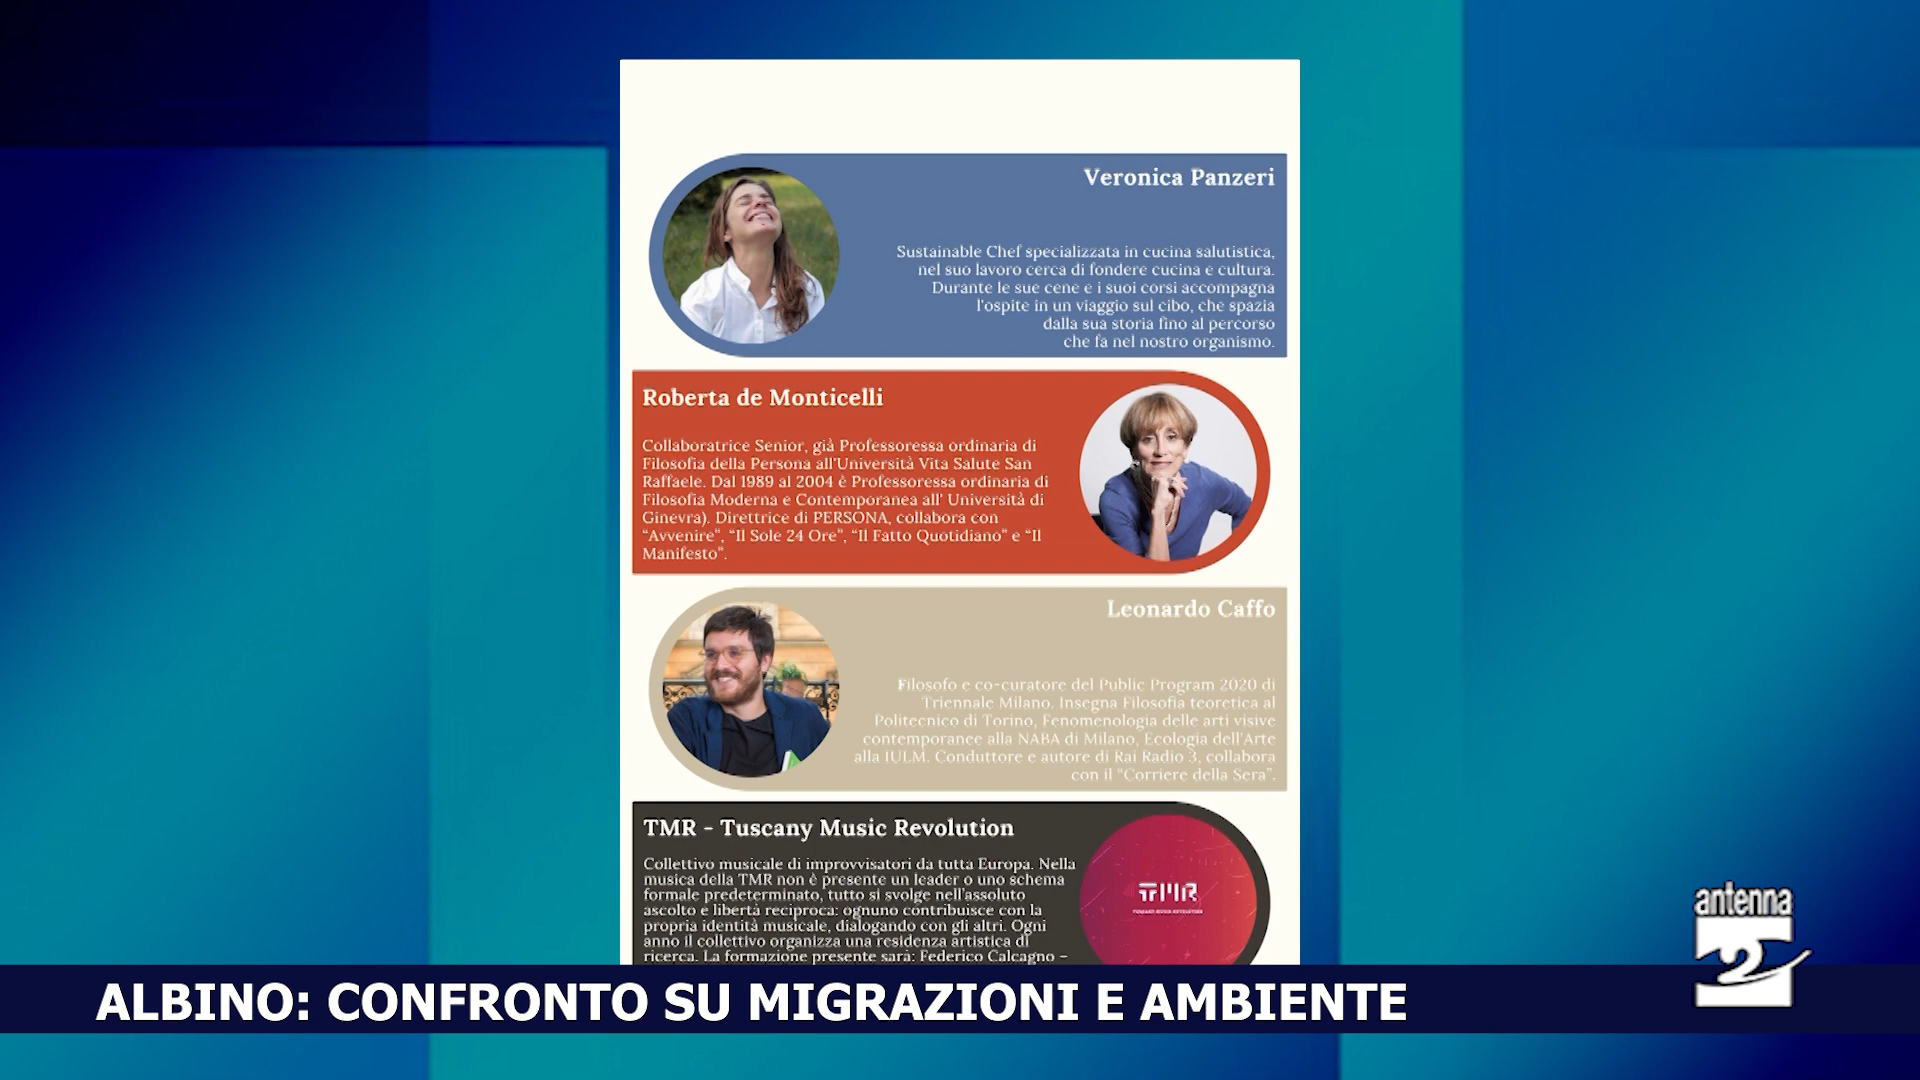 Veronica Panzeri
Sustainable Chef specializzata in cucina salutistica,
nel suo lavoro cerca di fondere cucina e cultura.
Durante le sue cene e i suoi corsi accompagna
l'ospite in un viaggio sul cibo, che spazia
dalla sua storia fino al percorso
che fa nel nostro organismo.
Roberta de Monticelli
Collaboratrice Senior, già Professoressa ordinaria di
Filosofia della Persona all'Università Vita Salute San
Raffaele. Dal 1989 al 2004 è Professoressa ordinaria di
Filosofia Moderna e Contemporanea all' Università di
Ginevra). Direttrice di PERSONA, collabora con
“Avvenire”, “Il Sole 24 Ore”, “Il Fatto Quotidiano” e “Il
Manifesto”.
Leonardo Caffo
Filosofo e co-curatore del Public Program 2020 di
Triennale Milano. Insegna Filosofia teoretica al
Politecnico di Torino, Fenomenologia delle arti visive
contemporanee alla NABA di Milano, Ecologia dell'Arte
alla IULM. Conduttore e autore di Rai Radio 3, collabora
con il “Corriere della Sera”.
TMR - Tuscany Music Revolution
Collettivo musicale di improvvisatori da tutta Europa. Nella
musica della TMR non è presente un leader o uno schema
formale predeterminato, tutto si svolge nell'assoluto
ascolto e libertà reciproca: ognuno contribuisce con la
propria identità musicale, dialogando con gli altri. Ogni
anno il collettivo organizza una residenza artistica di
ricerca. La formazione presente sarà: Federico Calcagno –
TMR
TUSCANY MUSIC REVOLUTION
antenna
2
ALBINO: CONFRONTO SU MIGRAZIONI E AMBIENTE